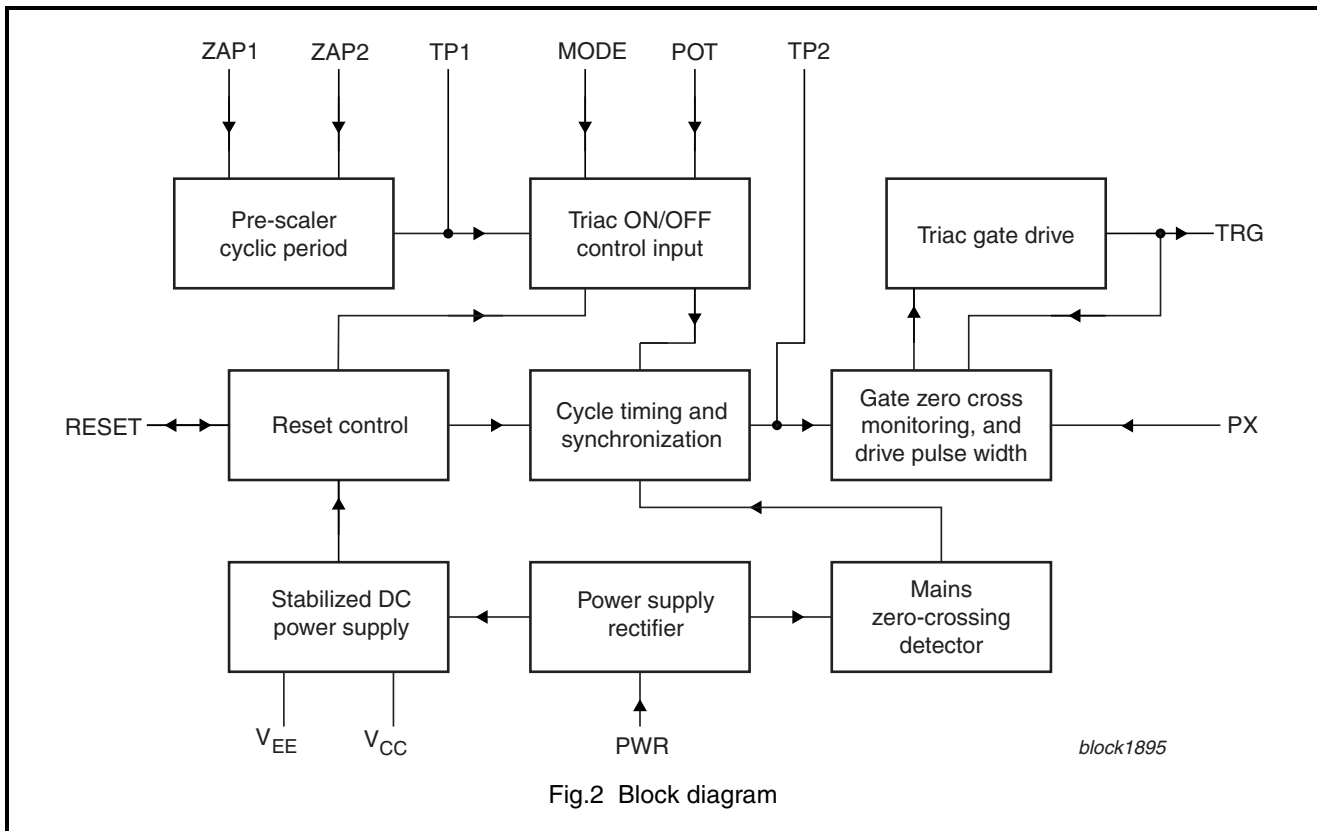 ZAP1 ZAP2 TP1 MODE POT TP2
Pre-scaler
cyclic period
Triac ON/OFF
control input
Triac gate drive
TRG
RESET
Reset control
Cycle timing and
synchronization
Gate zero cross
monitoring, and
drive pulse width
PX
Stabilized DC
power supply
Power supply
rectifier
Mains
zero-crossing
detector
VEE
VCC
PWR
block1895
Fig.2 Block diagram